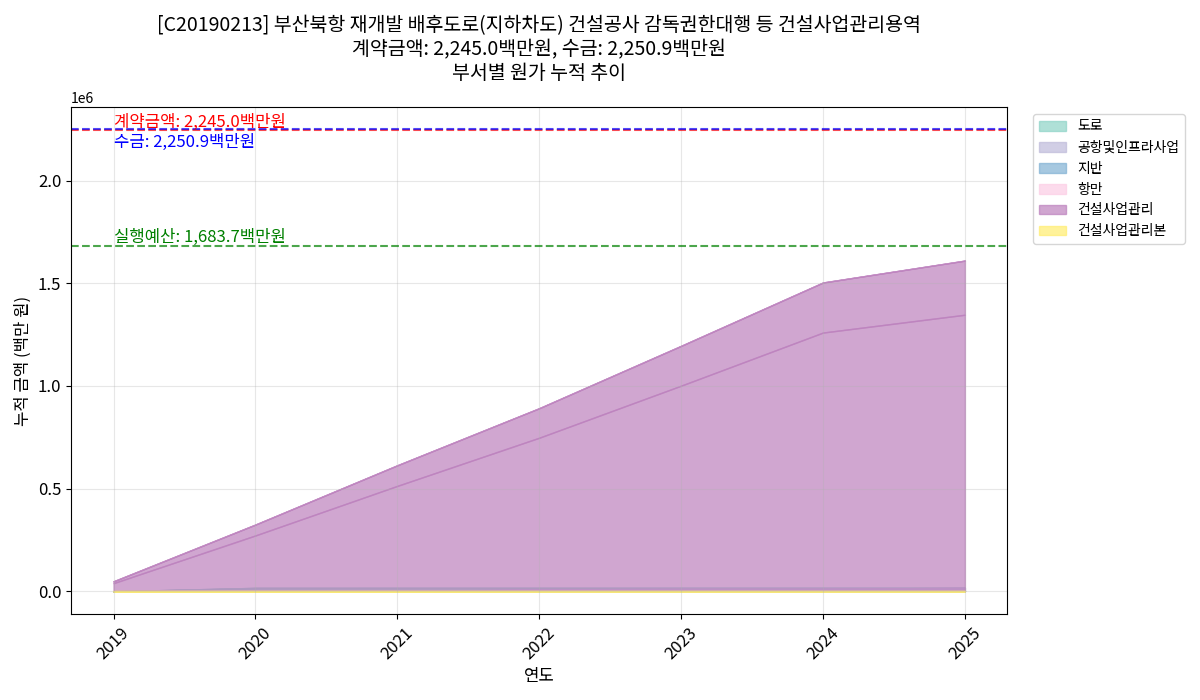 [C20190213] 부산북항 재개발 배후도로(지하차도) 건설공사 감독권한대행 등 건설사업관리용역
계약금액: 2,245.0백만원, 수금: 2,250.9백만원
부서별 원가 누적 추이
1e6
계약금액: 2,245.0백만원
수금: 2,250.9백만원
실행예산: 1,683.7백만원
2.0
1.5
1.0
0.5
0.0
누적 금액 (백만 원)
2019
2020
2021
2022
2023
2024
2025
연도
도로
공항및인프라사업
지반
항만
건설사업관리
건설사업관리본